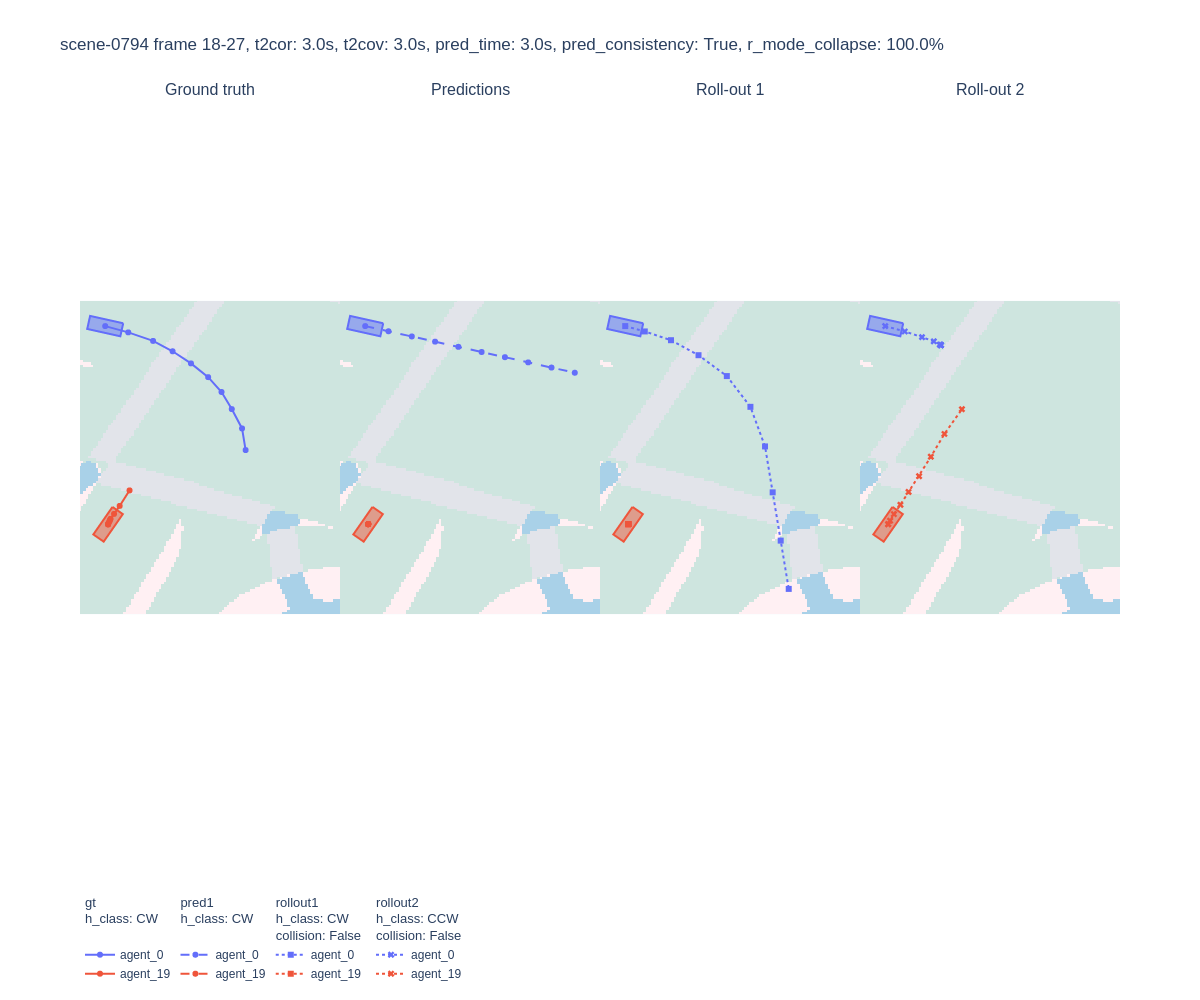 scene-0794 frame 18-27, t2cor: 3.0s, t2cov: 3.0s, pred_time: 3.0s, pred_consistency: True, r_mode_collapse: 100.0%
Ground truth
Predictions
Roll-out 1
Roll-out 2
gt
h_class: CW
agent_0
agent_19
pred1
h_class: CW
agent_0
agent_19
rollout1
h_class: CW
collision: False
agent_0
agent_19
rollout2
h_class: CCW
collision: False
agent_0
agent_19